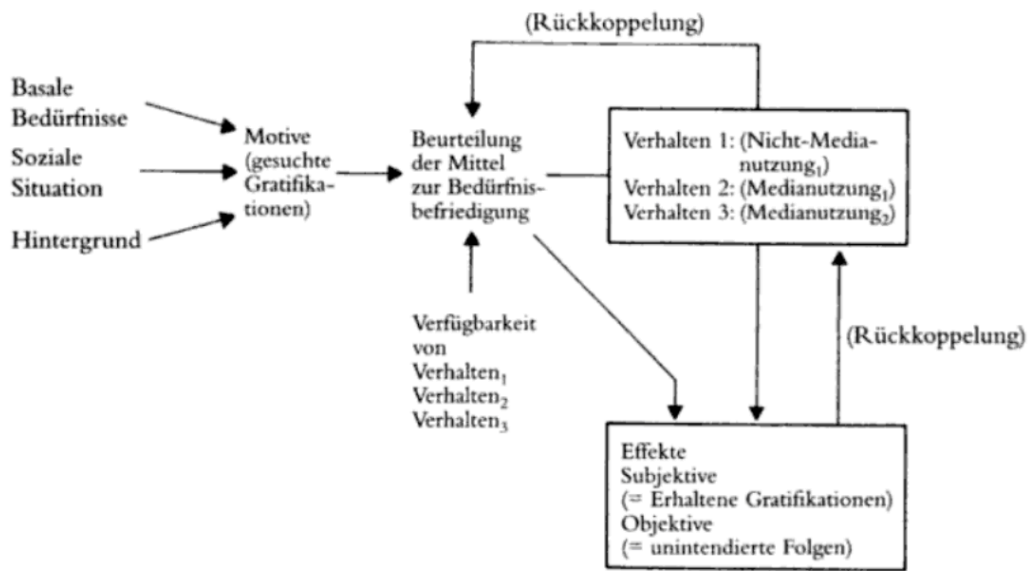 (Rückkoppelung)
Basale
Bedürfnisse
Soziale
Situation
Hintergrund
Motive
(gesuchte
Gratifika-
tionen)
Beurteilung
der Mittel
zur Bedürfnis-
befriedigung
Verfügbarkeit
von
Verhalten₁
Verhalten₂
Verhalten₃
Verhalten 1: (Nicht-Media-
nutzung₁)
Verhalten 2: (Medianutzung₁)
Verhalten 3: (Medianutzung₂)
(Rückkoppelung)
Effekte
Subjektive
(= Erhaltene Gratifikationen)
Objektive
(= unintendierte Folgen)